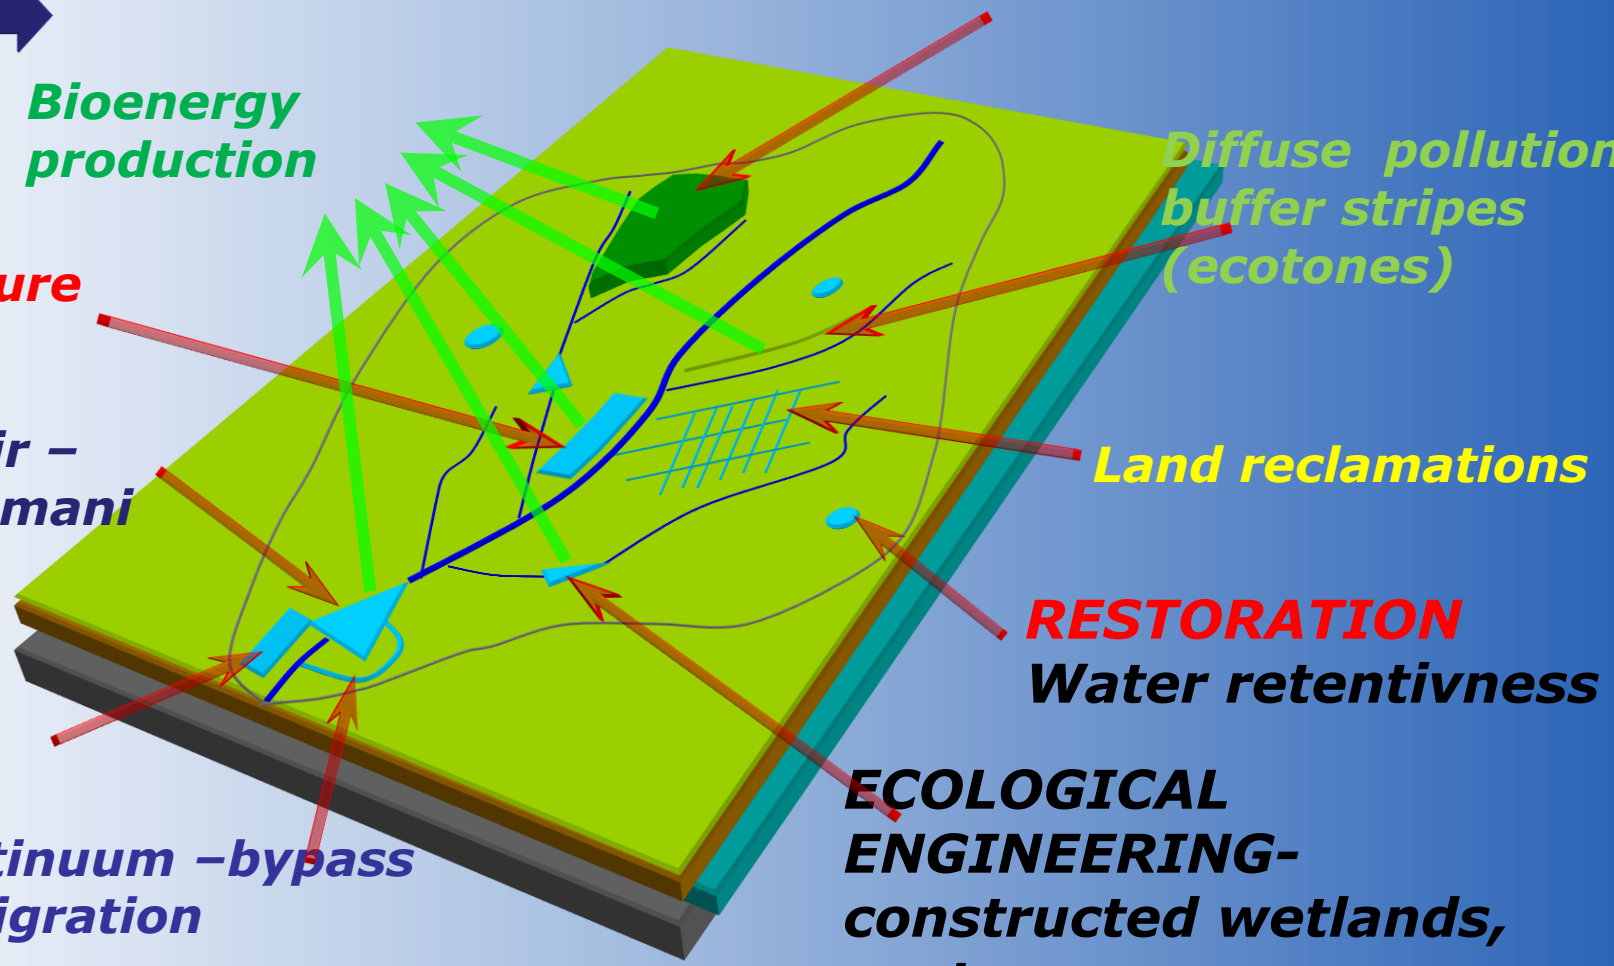 Bioenergy
production
ure
ir –
mani
tinuum –bypass
igration
Diffuse pollution
buffer stripes
(ecotones)
Land reclamations
RESTORATION
Water retentivness
ECOLOGICAL
ENGINEERING–
constructed wetlands,